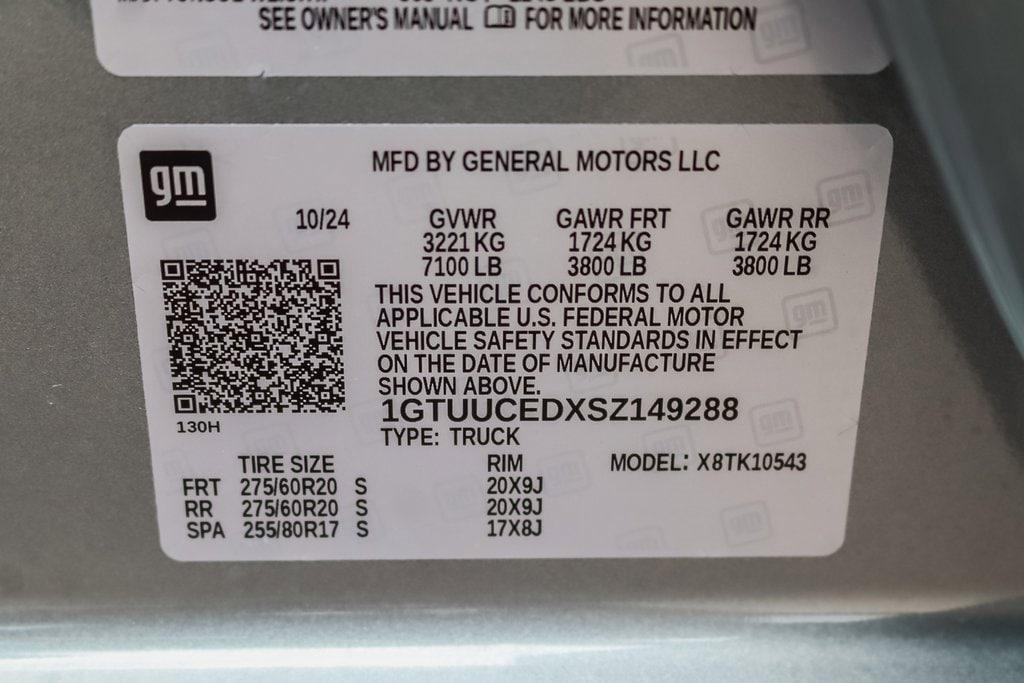 SEE OWNER'S MANUAL FOR MORE INFORMATION
gm
MFD BY GENERAL MOTORS LLC
10/24 GVWR GAWR FRT GAWR RR
3221 KG 1724 KG 1724 KG
7100 LB 3800 LB 3800 LB
THIS VEHICLE CONFORMS TO ALL
APPLICABLE U.S. FEDERAL MOTOR
VEHICLE SAFETY STANDARDS IN EFFECT
ON THE DATE OF MANUFACTURE
SHOWN ABOVE.
1GTUUCEDXSZ149288
130H
TYPE: TRUCK
TIRE SIZE RIM MODEL: X8TK10543
FRT 275/60R20 S 20X9J
RR 275/60R20 S 20X9J
SPA 255/80R17 S 17X8J